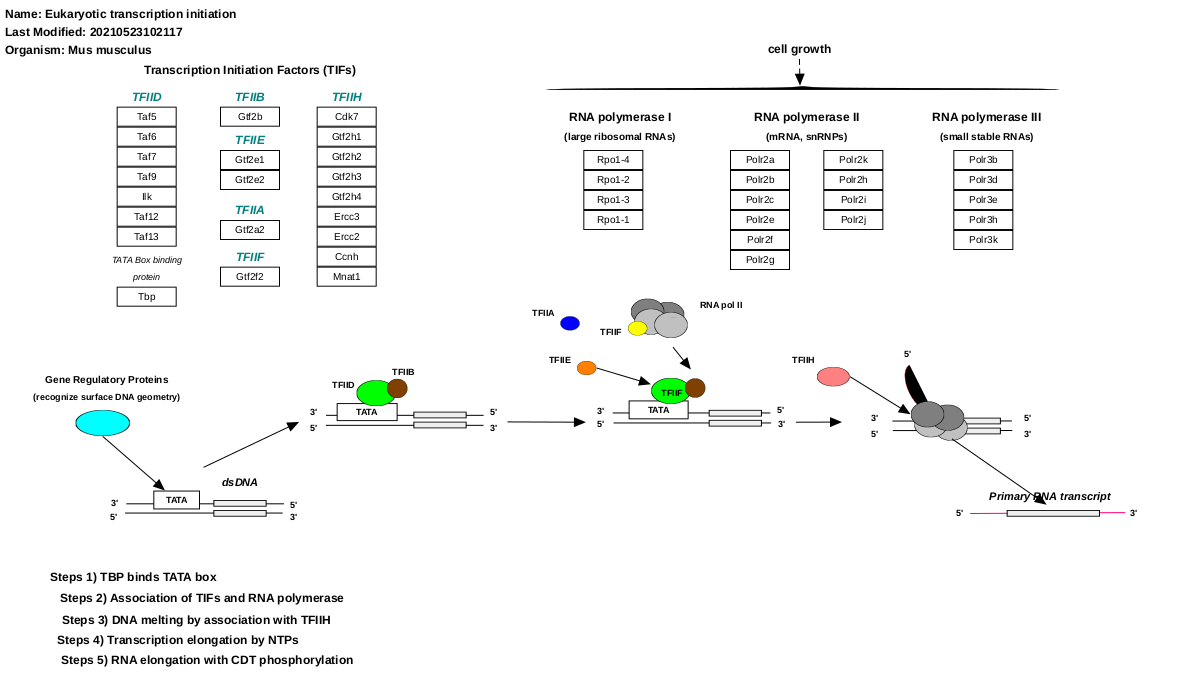 Name: Eukaryotic transcription initiation
Last Modified: 20210523102117
Organism: Mus musculus
Transcription Initiation Factors (TIFs)
TFIID
Taf5
Taf6
Taf7
Taf9
Ilk
Taf12
Taf13
TATA Box binding
protein
Tbp
TFIIB
Gtf2b
TFIIE
Gtf2e1
Gtf2e2
TFIIA
Gtf2a2
TFIIF
Gtf2f2
TFIIH
Cdk7
Gtf2h1
Gtf2h2
Gtf2h3
Gtf2h4
Ercc3
Ercc2
Ccnh
Mnat1
cell growth
RNA polymerase I
(large ribosomal RNAs)
Rpo1-4
Rpo1-2
Rpo1-3
Rpo1-1
RNA polymerase II
(mRNA, snRNPs)
Polr2a
Polr2b
Polr2c
Polr2e
Polr2f
Polr2g
Polr2k
Polr2h
Polr2i
Polr2j
RNA polymerase III
(small stable RNAs)
Polr3b
Polr3d
Polr3e
Polr3h
Polr3k
Gene Regulatory Proteins
(recognize surface DNA geometry)
dsDNA
3' TATA 5'
5' 3'
TFIID TFIIB
3' TATA 5'
5' 3'
TFIIA
TFIIF
RNA pol II
TFIIE
TFIIF
3' TATA 5'
5' 3'
TFIIH
5'
3' 5'
5' 3'
Primary RNA transcript
5' 3'
Steps 1) TBP binds TATA box
Steps 2) Association of TIFs and RNA polymerase
Steps 3) DNA melting by association with TFIIH
Steps 4) Transcription elongation by NTPs
Steps 5) RNA elongation with CDT phosphorylation